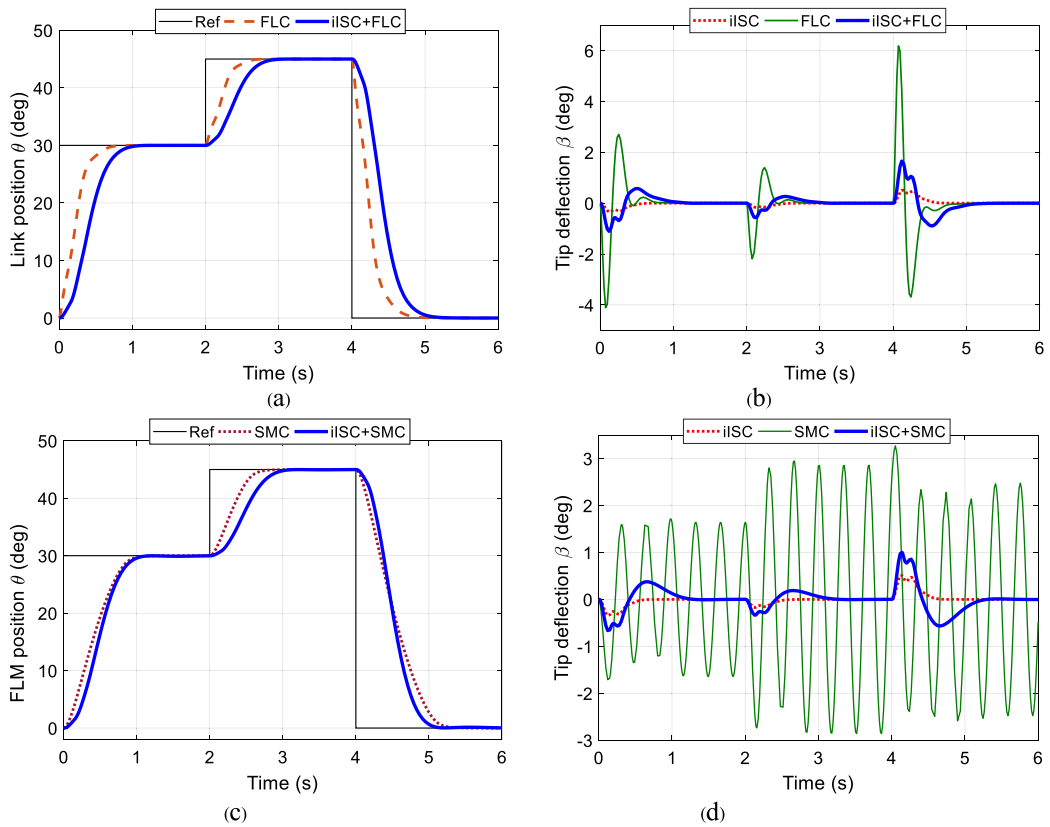 Ref FLC iISC+FLC
50
40
30
20
10
0
Link position θ (deg)
0 1 2 3 4 5 6
Time (s)
(a)
iISC FLC iISC+FLC
6
4
2
0
-2
-4
Tip deflection β (deg)
0 1 2 3 4 5 6
Time (s)
(b)
Ref SMC iISC+SMC
50
40
30
20
10
0
FLM position θ (deg)
0 1 2 3 4 5 6
Time (s)
(c)
iISC SMC iISC+SMC
3
2
1
0
-1
-2
-3
Tip deflection β (deg)
0 1 2 3 4 5 6
Time (s)
(d)